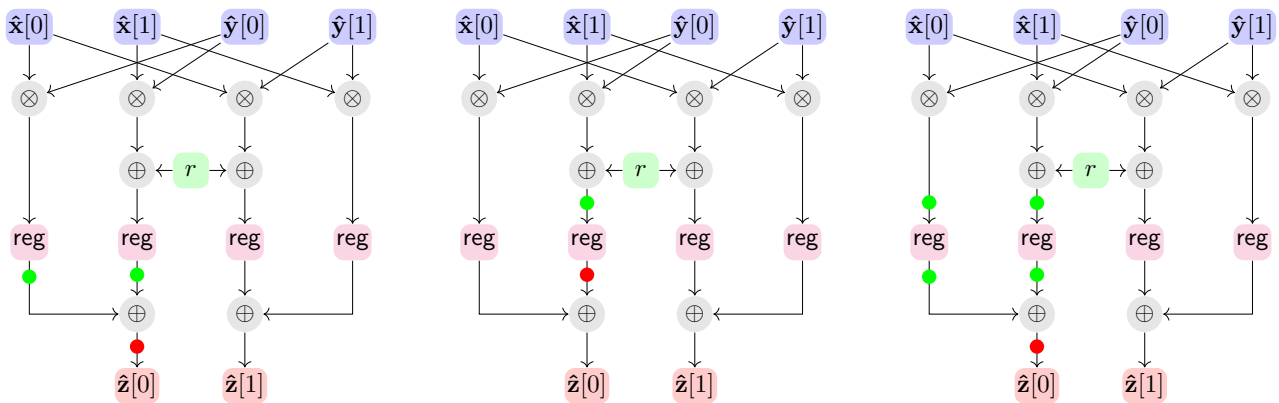 x̂[0] x̂[1] ŷ[0] ŷ[1] x̂[0] x̂[1] ŷ[0] ŷ[1] x̂[0] x̂[1] ŷ[0] ŷ[1]
⊗ ⊗ ⊗ ⊗ ⊗ ⊗ ⊗ ⊗ ⊗ ⊗ ⊗ ⊗
⊕ r ⊕ ⊕ r ⊕ ⊕ r ⊕
reg reg reg reg reg reg reg reg reg reg reg reg
⊕ ⊕ ⊕ ⊕ ⊕ ⊕
ẑ[0] ẑ[1] ẑ[0] ẑ[1] ẑ[0] ẑ[1]